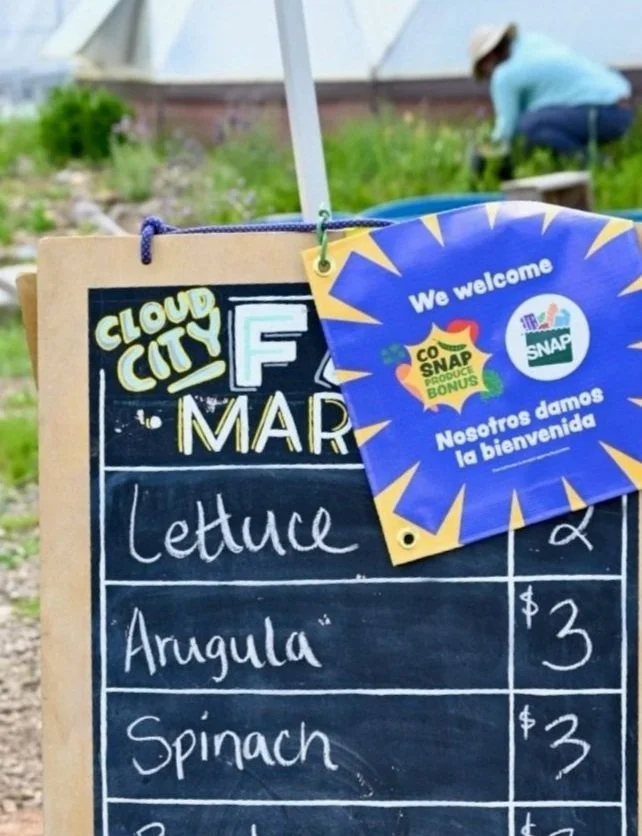 CLOUD
CITY
MAR
Lettuce 2
Arugula $3
Spinach $3
We welcome
CO
SNAP
PRODUCE
BONUS
SNAP
Nosotros damos
la bienvenida